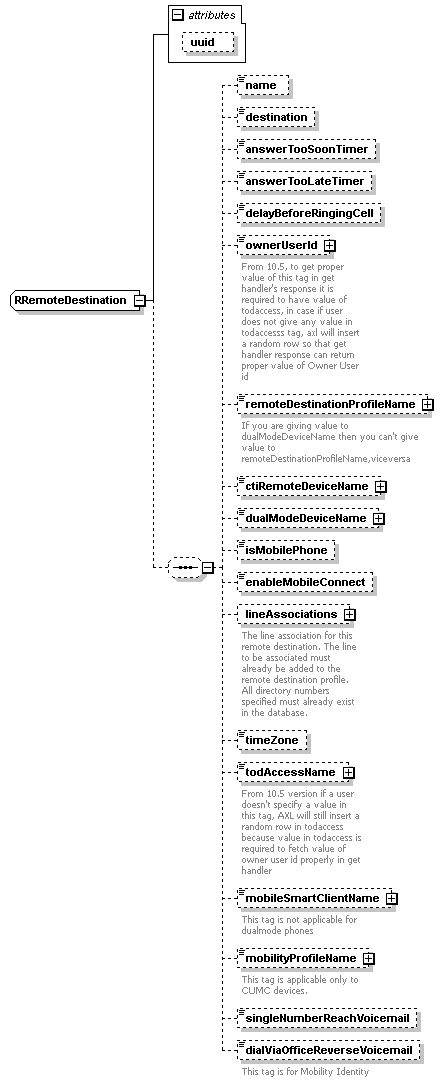 attributes
uuid
name
destination
answerTooSoonTimer
answerTooLateTimer
delayBeforeRingingCell
ownerUserId
From 10.5, to get proper
value of this tag in get
handler's response it is
required to have value of
todaccess, in case if user
does not give any value in
todaccesss tag, axl will insert
a random row so that get
handler response can return
proper value of Owner User
id
RRemoteDestination
remoteDestinationProfileName
If you are giving value to
dualModeDeviceName then you can't give
value to
remoteDestinationProfileName,viceversa
ctiRemoteDeviceName
dualModeDeviceName
isMobilePhone
enableMobileConnect
lineAssociations
The line association for this
remote destination. The line
to be associated must
already be added to the
remote destination profile.
All directory numbers
specified must already exist
in the database.
timeZone
todAccessName
From 10.5 version if a user
doesn't specify a value in
this tag, AXL will still insert a
random row in todaccess
because value in todaccess is
required to fetch value of
owner user id properly in get
handler
mobileSmartClientName
This tag is not applicable for
dualmode phones
mobilityProfileName
This tag is applicable only to
CUMC devices.
singleNumberReachVoicemail
dialViaOfficeReverseVoicemail
This tag is for Mobility Identity